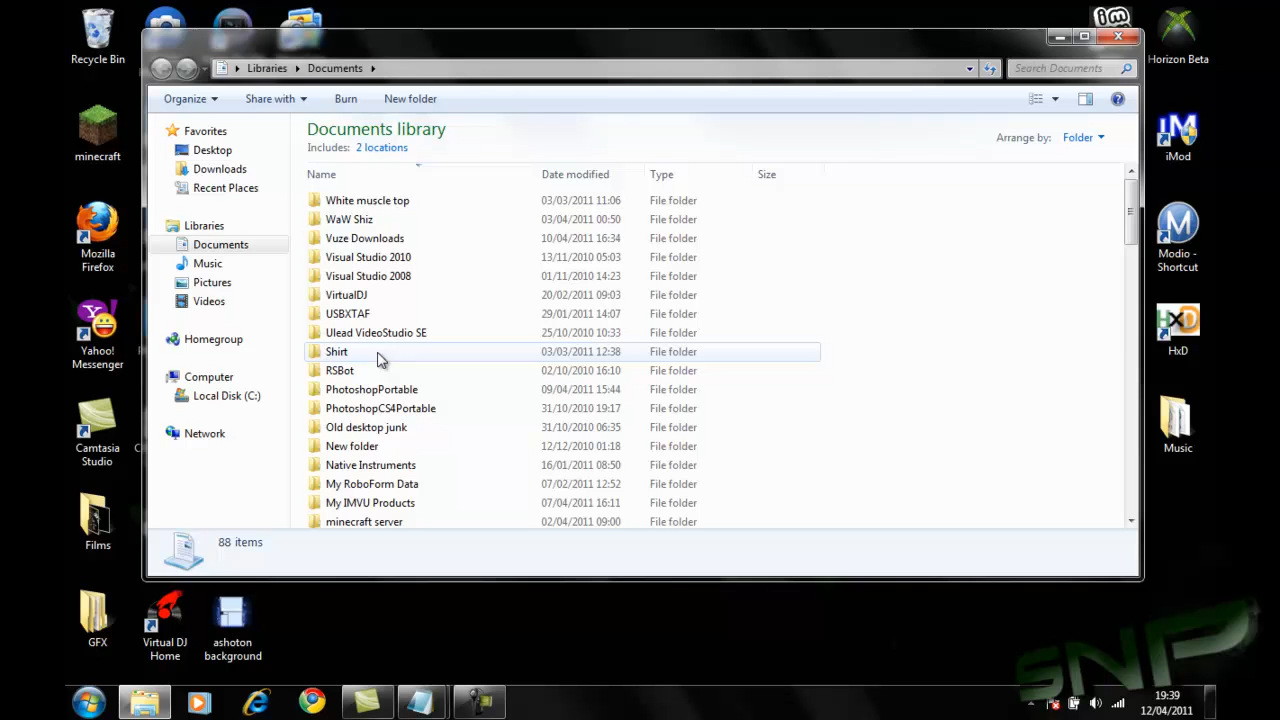 im
Recycle Bin
minecraft
Mozilla
Firefox
Yahoo!
Messenger
Camtasia
Studio
Films
GFX
Virtual DJ
Home
ashoton
background
Horizon Beta
iMod
Modio -
Shortcut
HxD
Music
Libraries Documents
Search Documents
Organize Share with Burn New folder
Documents library
Includes: 2 locations
Arrange by: Folder
Favorites
Desktop
Downloads
Recent Places
Libraries
Documents
Music
Pictures
Videos
Homegroup
Computer
Local Disk (C:)
Network
Name Date modified Type Size
White muscle top 03/03/2011 11:06 File folder
WaW Shiz 03/04/2011 00:50 File folder
Vuze Downloads 10/04/2011 16:34 File folder
Visual Studio 2010 13/11/2010 05:03 File folder
Visual Studio 2008 01/11/2010 14:23 File folder
VirtualDJ 20/02/2011 09:03 File folder
USBXTAF 29/01/2011 14:07 File folder
Ulead VideoStudio SE 25/10/2010 10:33 File folder
Shirt 03/03/2011 12:38 File folder
RSBot 02/10/2010 16:10 File folder
PhotoshopPortable 09/04/2011 15:44 File folder
PhotoshopCS4Portable 31/10/2010 19:17 File folder
Old desktop junk 31/10/2010 06:35 File folder
New folder 12/12/2010 01:18 File folder
Native Instruments 16/01/2011 08:50 File folder
My RoboForm Data 07/02/2011 12:52 File folder
My IMVU Products 07/04/2011 16:11 File folder
minecraft server 02/04/2011 09:00 File folder
88 items
SNP
19:39
12/04/2011